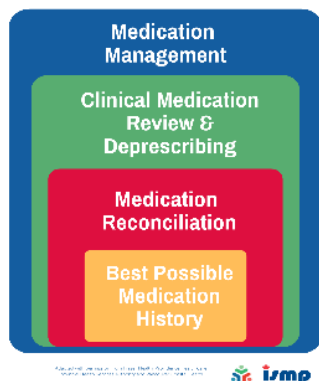 Medication
Management
Clinical Medication
Review &
Deprescribing
Medication
Reconciliation
Best Possible
Medication
History
ismp